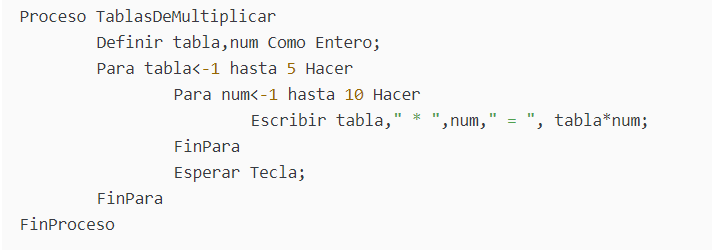 Proceso TablasDeMultiplicar
Definir tabla,num Como Entero;
Para tabla<-1 hasta 5 Hacer
Para num<-1 hasta 10 Hacer
Escribir tabla," * ",num," = ", tabla*num;
FinPara
Esperar Tecla;
FinPara
FinProceso